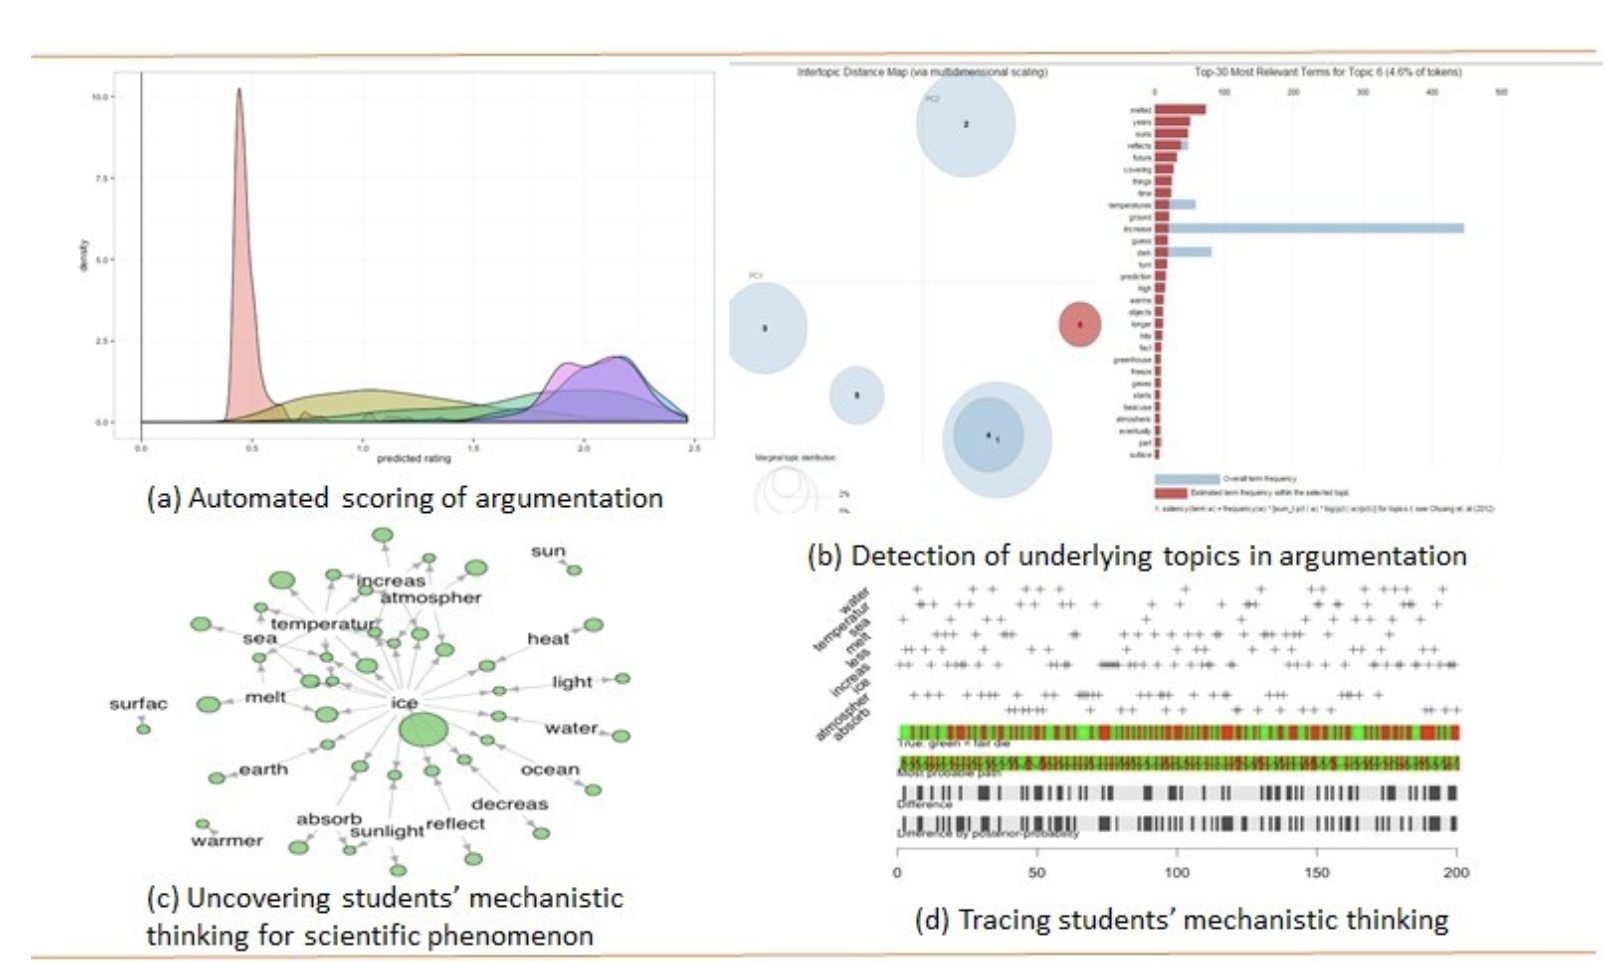 10.0
7.5
5.0
2.5
0.0
density
0.0 0.5 1.0 1.5 2.0 2.5
predicted rating
(a) Automated scoring of argumentation
Intertopic Distance Map (via multidimensional scaling)
PC2
2
PC1
3
6
5
4
1
Marginal topic distribution
2%
Top-30 Most Relevant Terms for Topic 6 (4.6% of tokens)
0 100 200 300 400 500
melted
years
suns
reflects
future
covering
things
time
temperatures
ground
increase
guess
dark
turn
prediction
high
warms
objects
longer
hits
fact
greenhouse
freeze
gases
starts
beacuse
atmosheric
eventually
part
surface
Overall term frequency
Estimated term frequency within the selected topic
(b) Detection of underlying topics in argumentation
sun
increas
atmospher
temperatur
sea
heat
light
melt
ice
surfac
water
earth
ocean
decreas
absorb
sunlight
reflect
warmer
(c) Uncovering students’ mechanistic
thinking for scientific phenomenon
water
temperatur
sea
melt
less
increas
ice
atmospher
absorb
True: green = fair die
Most probable path
Difference
Difference by posterior-probability
0 50 100 150 200
(d) Tracing students’ mechanistic thinking